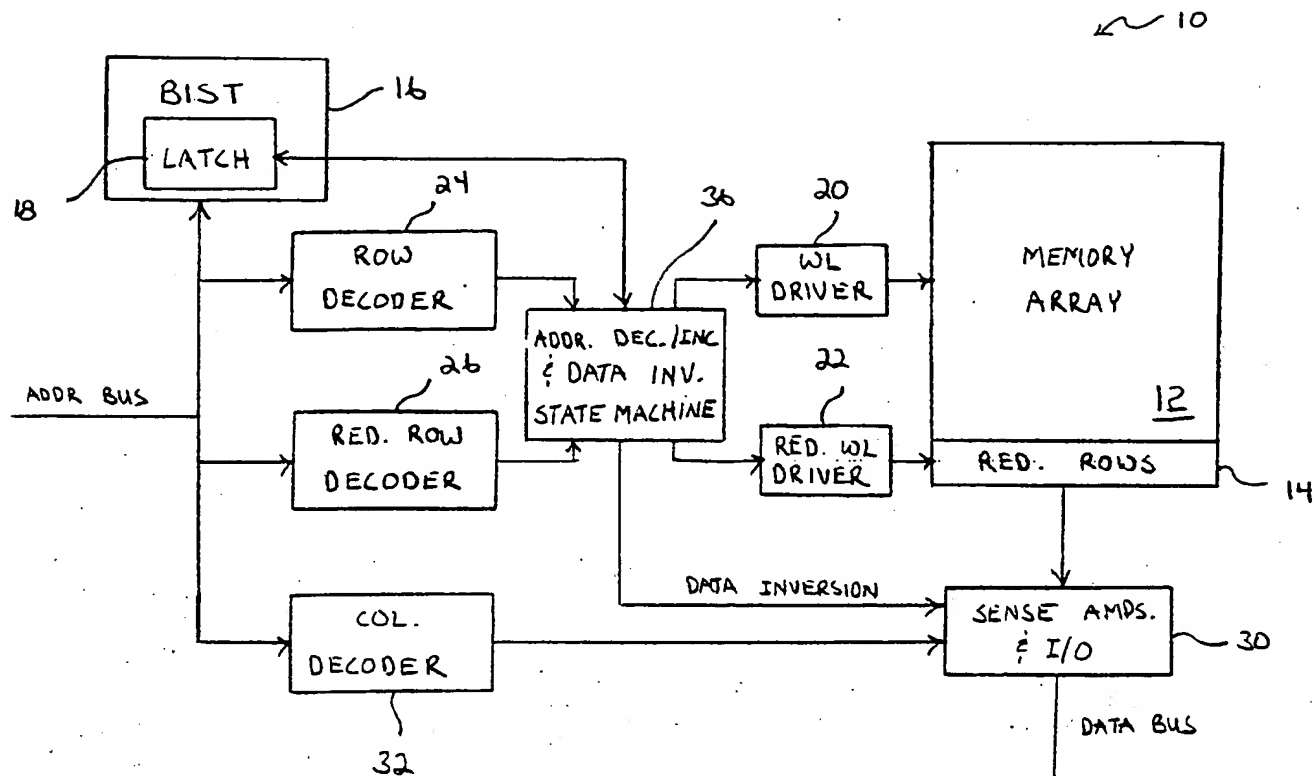 10
BIST
16
LATCH
18
24
ROW
DECODER
36
20
WL
DRIVER
MEMORY
ARRAY
12
ADDR. DEC./INC
& DATA INV.
STATE MACHINE
ADDR BUS
26
RED. ROW
DECODER
22
RED. WL
DRIVER
RED. ROWS
14
DATA INVERSION
SENSE AMPS.
& I/O
30
COL.
DECODER
32
DATA BUS